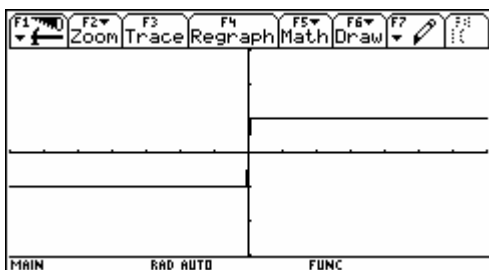 F1 F2 Zoom F3 Trace F4 Regraph F5 Math F6 Draw F7
MAIN RAD AUTO FUNC